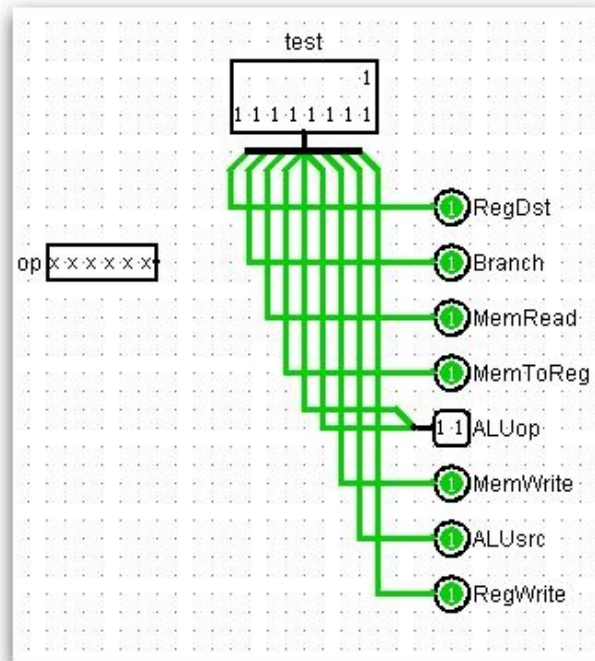 test
1
1 1 1 1 1 1 1 1
1 RegDst
op x x x x x x
1 Branch
1 MemRead
1 MemToReg
1 1 ALUop
1 MemWrite
1 ALUsrc
1 RegWrite